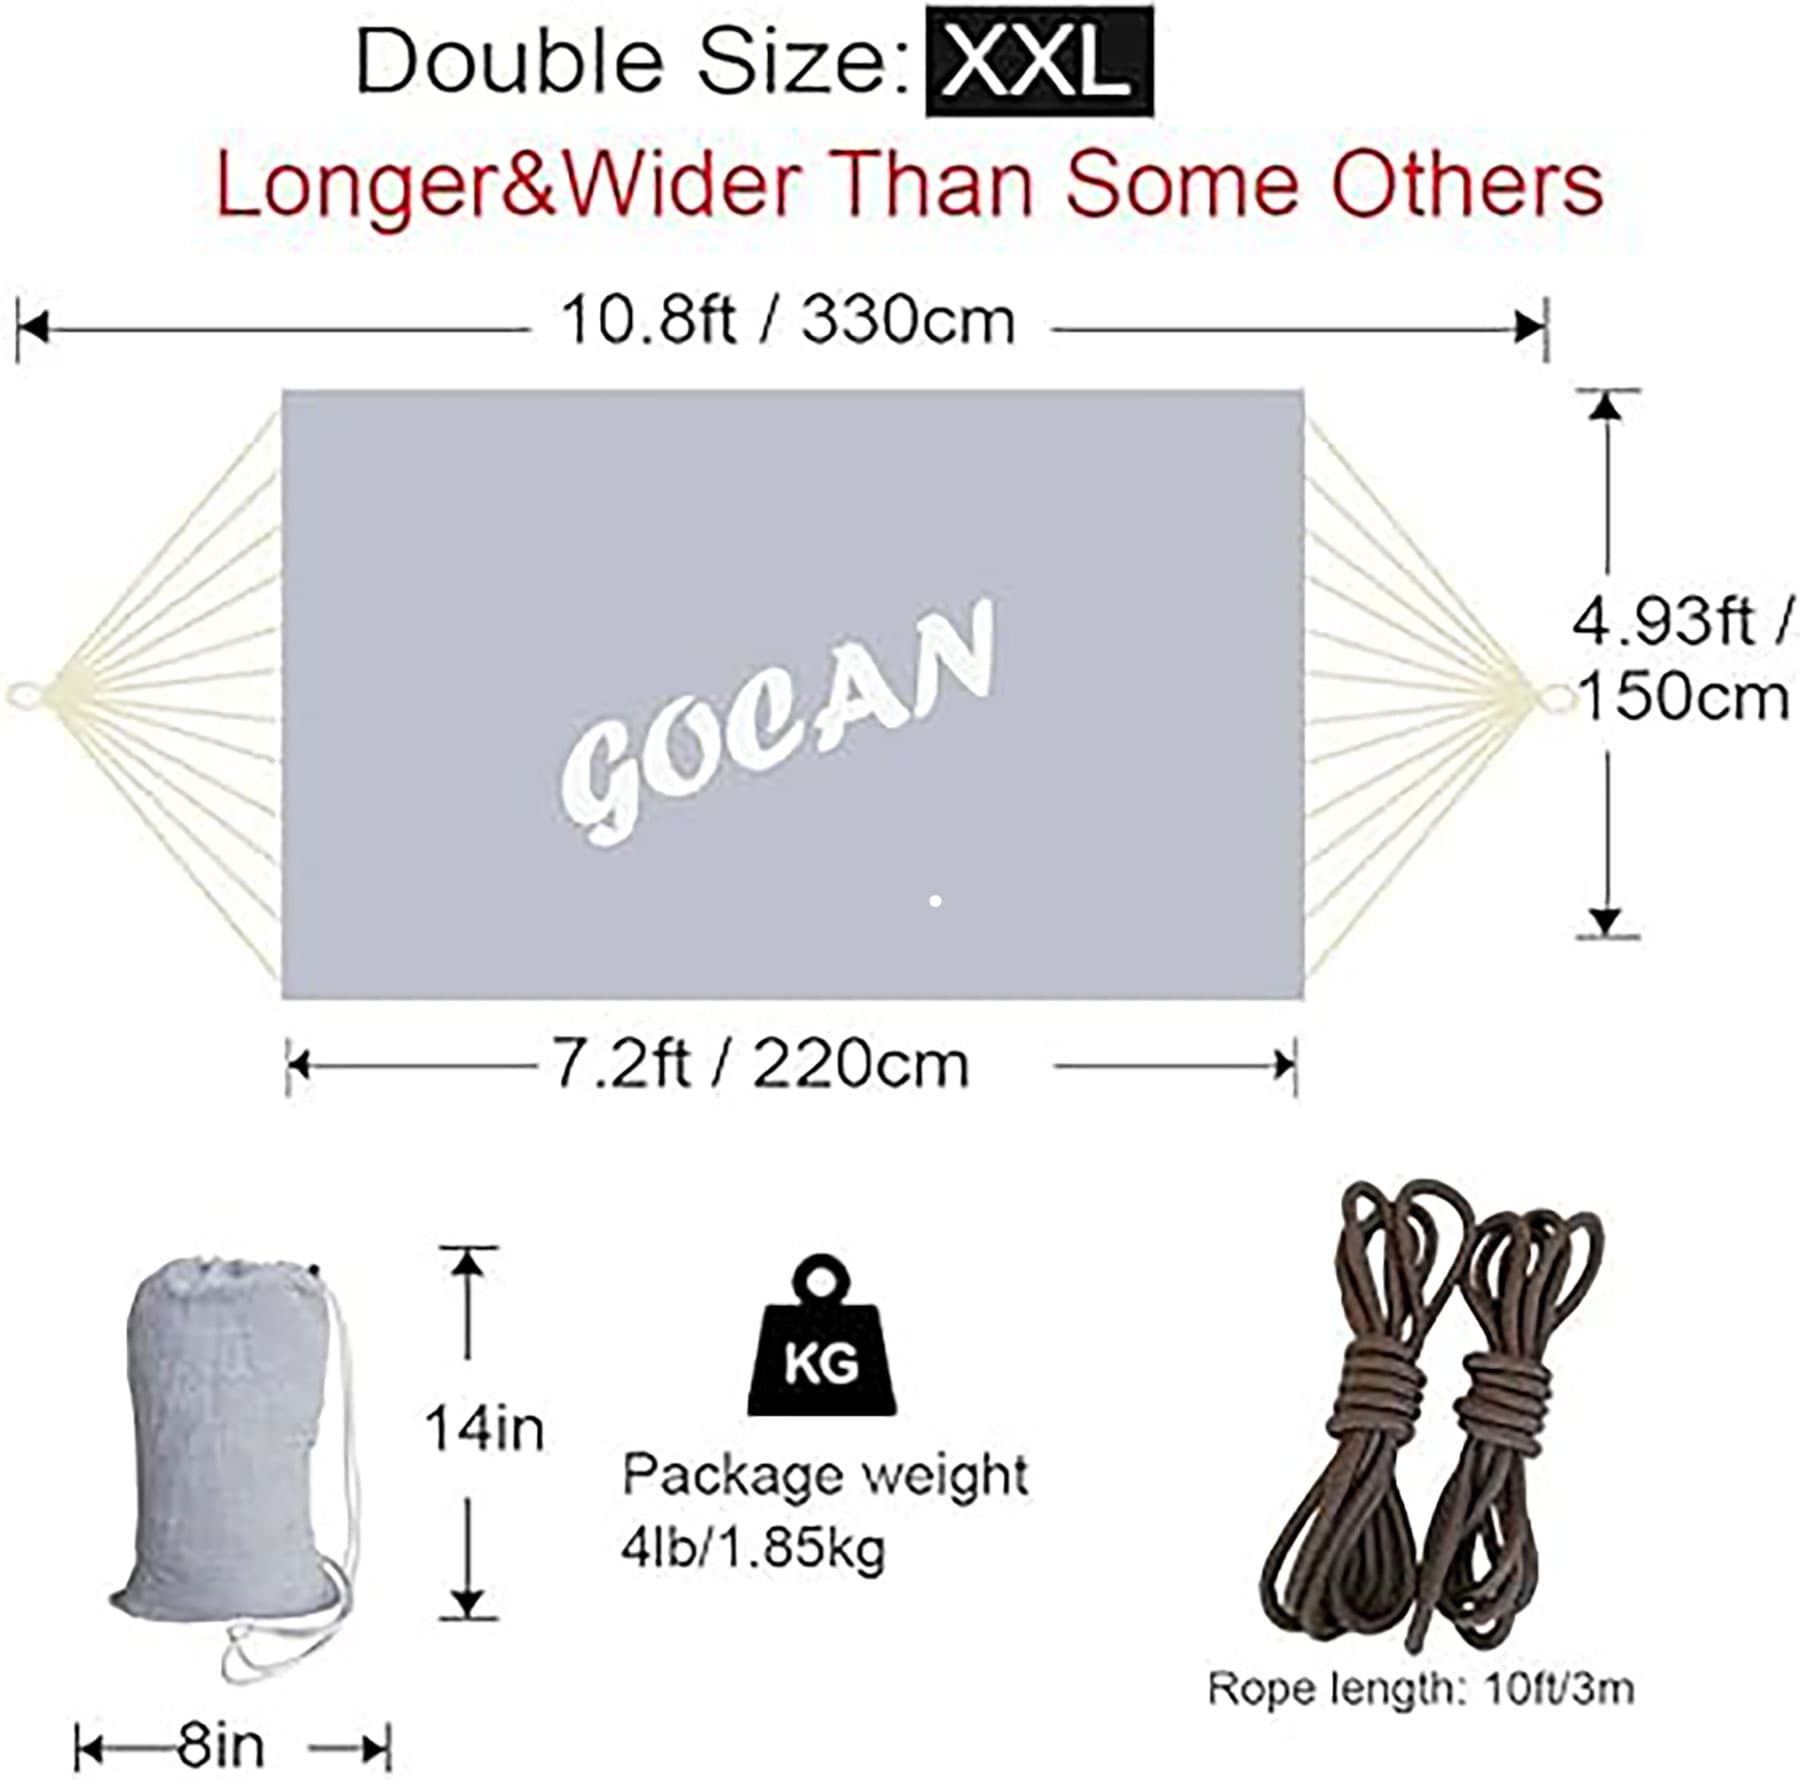 Double Size: XXL
Longer&Wider Than Some Others
10.8ft / 330cm
4.93ft /
150cm
GOCAN
7.2ft / 220cm
14in
KG
Package weight
4lb/1.85kg
Rope length: 10ft/3m
8in